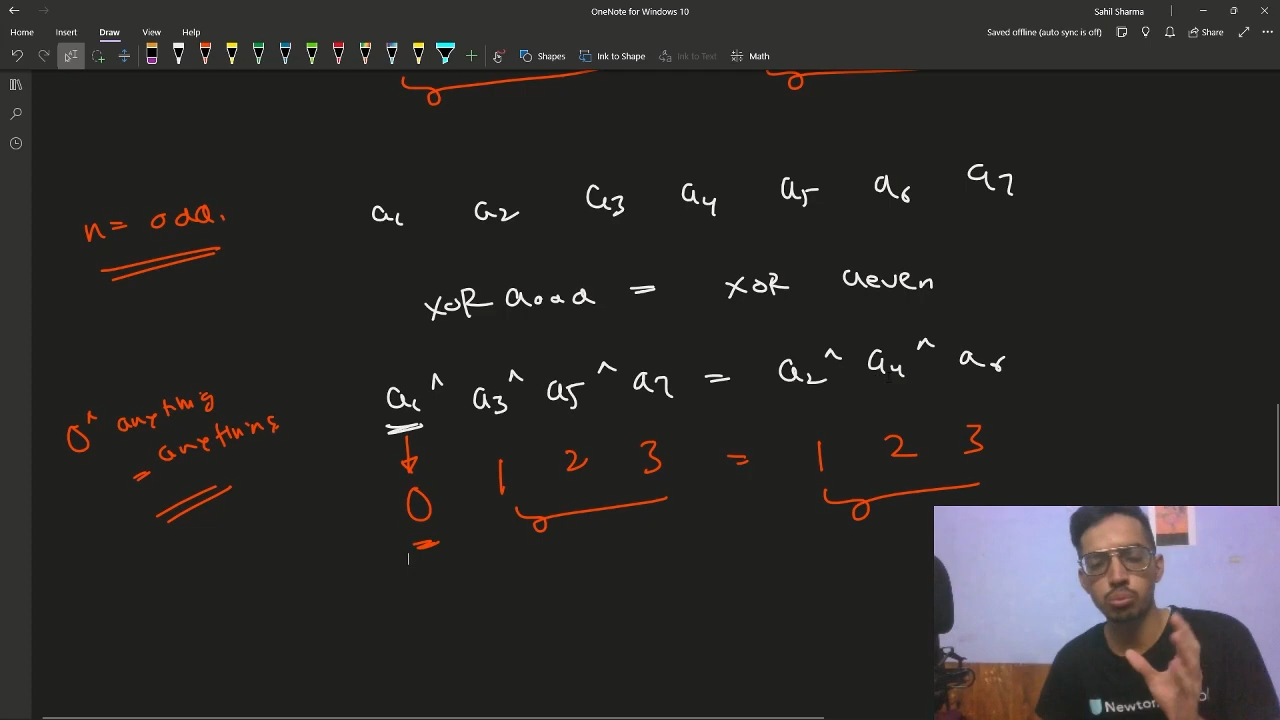 OneNote for Windows 10
Sahil Sharma
Home Insert Draw View Help
Saved offline (auto sync is off) Share
Shapes Ink to Shape Ink to Text Math
a1 a2 a3 a4 a5 a6 a7
n = odd.
XOR aodd = XOR aeven
a1 ^ a3 ^ a5 ^ a7 = a2 ^ a4 ^ a6
0 ^ anything
= anything
1 2 3 = 1 2 3
0
Newton